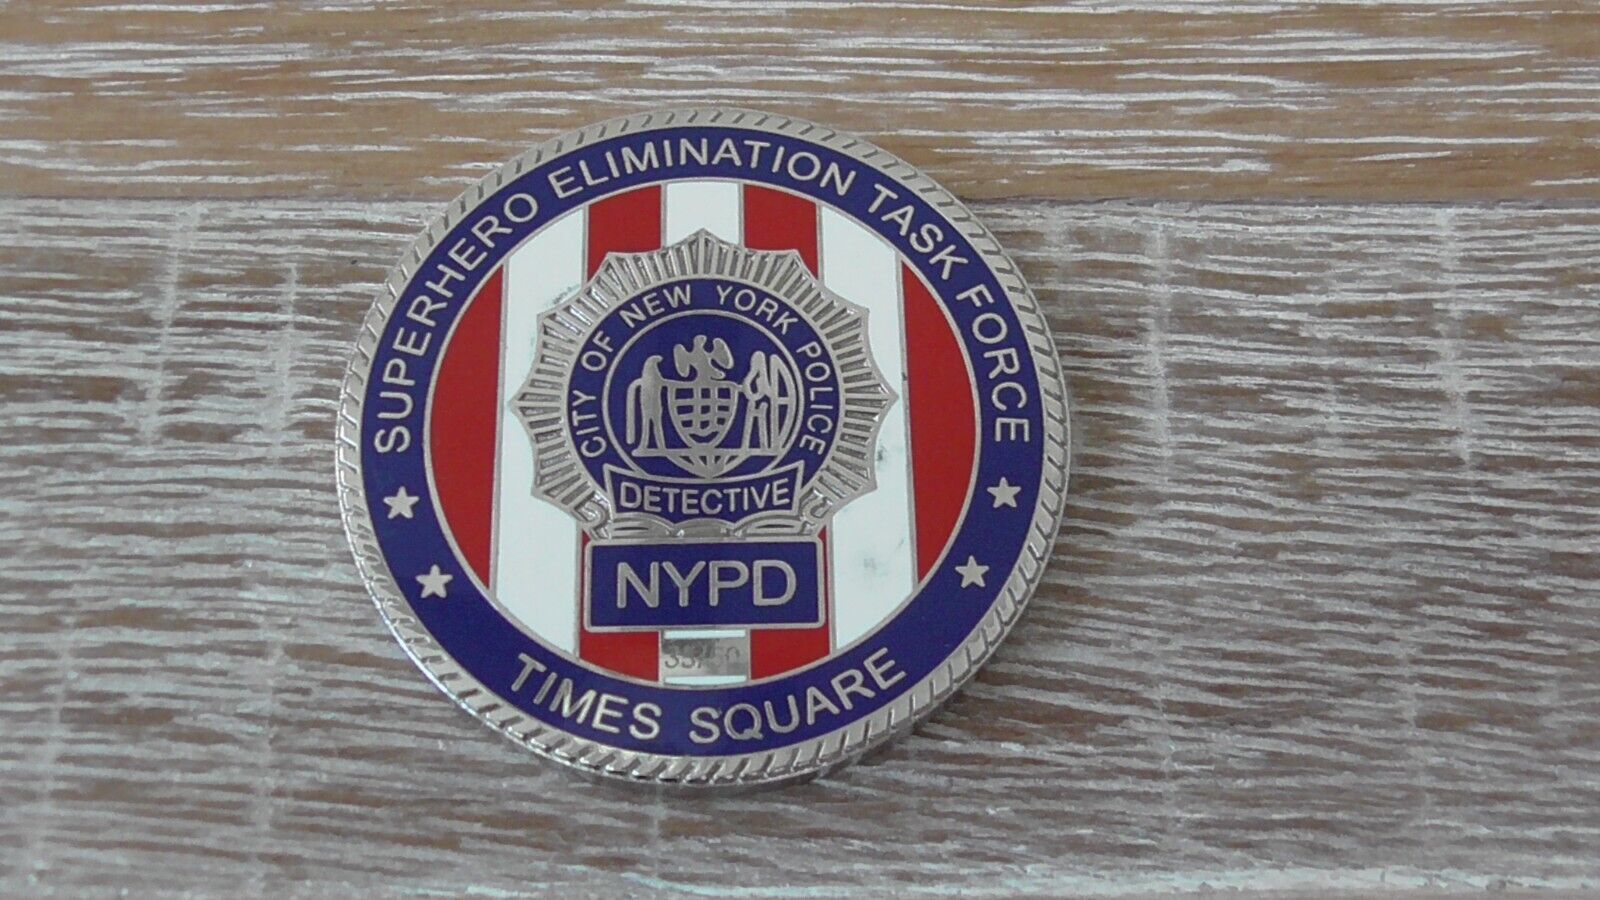 SUPERHERO ELIMINATION TASK FORCE
CITY OF NEW YORK POLICE
DETECTIVE
NYPD
TIMES SQUARE